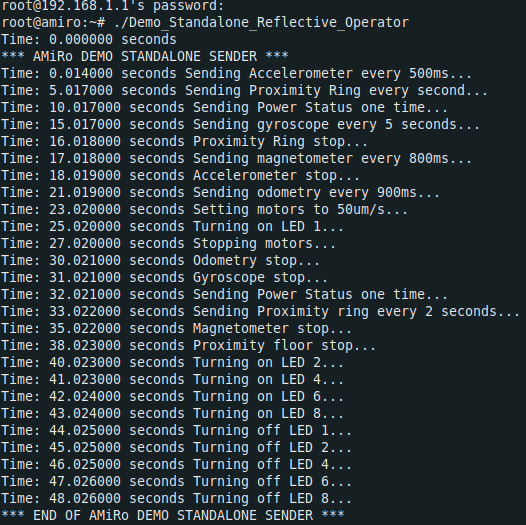 root@192.168.1.1's password:
root@amiro:~# ./Demo_Standalone_Reflective_Operator
Time: 0.000000 seconds
*** AMiRo DEMO STANDALONE SENDER ***
Time: 0.014000 seconds Sending Accelerometer every 500ms...
Time: 5.017000 seconds Sending Proximity Ring every second...
Time: 10.017000 seconds Sending Power Status one time...
Time: 15.017000 seconds Sending gyroscope every 5 seconds...
Time: 16.018000 seconds Proximity Ring stop...
Time: 17.018000 seconds Sending magnetometer every 800ms...
Time: 18.019000 seconds Accelerometer stop...
Time: 21.019000 seconds Sending odometry every 900ms...
Time: 23.020000 seconds Setting motors to 50um/s...
Time: 25.020000 seconds Turning on LED 1...
Time: 27.020000 seconds Stopping motors...
Time: 30.021000 seconds Odometry stop...
Time: 31.021000 seconds Gyroscope stop...
Time: 32.021000 seconds Sending Power Status one time...
Time: 33.022000 seconds Sending Proximity ring every 2 seconds...
Time: 35.022000 seconds Magnetometer stop...
Time: 38.023000 seconds Proximity floor stop...
Time: 40.023000 seconds Turning on LED 2...
Time: 41.023000 seconds Turning on LED 4...
Time: 42.024000 seconds Turning on LED 6...
Time: 43.024000 seconds Turning on LED 8...
Time: 44.025000 seconds Turning off LED 1...
Time: 45.025000 seconds Turning off LED 2...
Time: 46.025000 seconds Turning off LED 4...
Time: 47.026000 seconds Turning off LED 6...
Time: 48.026000 seconds Turning off LED 8...
*** END OF AMiRo DEMO STANDALONE SENDER ***